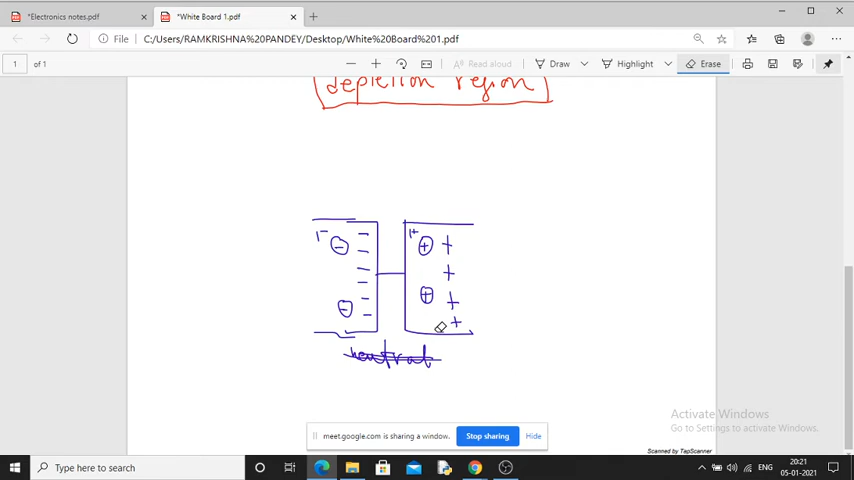 *Electronics notes.pdf
*White Board 1.pdf
File C:/Users/RAMKRISHNA%20PANDEY/Desktop/White%20Board%201.pdf
1 of 1
Read aloud
Draw
Highlight
Erase
depletion region
neutral
Activate Windows
Go to Settings to activate Windows.
meet.google.com is sharing a window.
Stop sharing
Hide
Scanned by TapScanner
Type here to search
ENG
20:21
05-01-2021